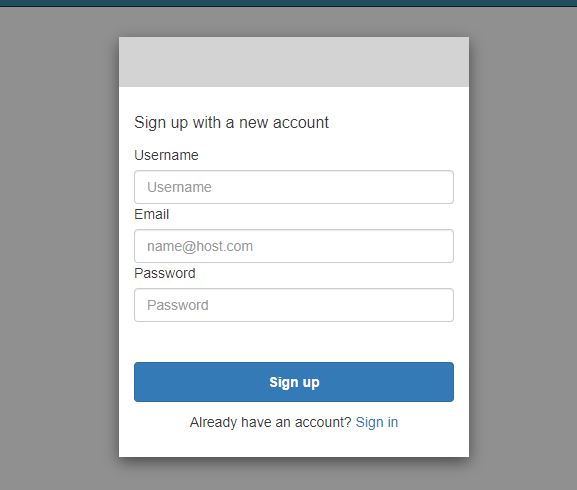 Sign up with a new account
Username
Username
Email
name@host.com
Password
Password
Sign up
Already have an account? Sign in